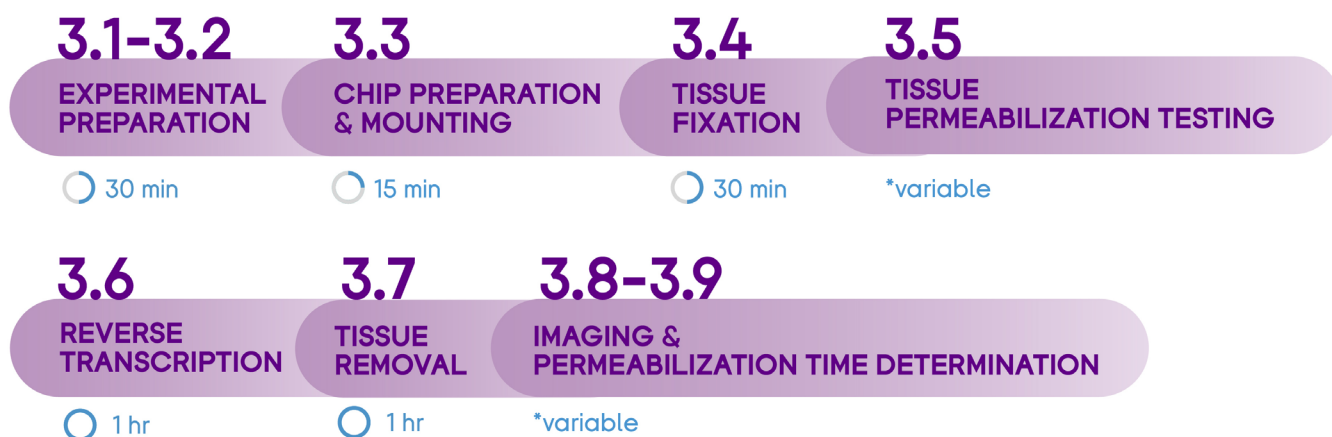 3.1-3.2
EXPERIMENTAL
PREPARATION
30 min
3.3
CHIP PREPARATION
& MOUNTING
15 min
3.4
TISSUE
FIXATION
30 min
3.5
TISSUE
PERMEABILIZATION TESTING
*variable
3.6
REVERSE
TRANSCRIPTION
1 hr
3.7
TISSUE
REMOVAL
1 hr
3.8-3.9
IMAGING &
PERMEABILIZATION TIME DETERMINATION
*variable